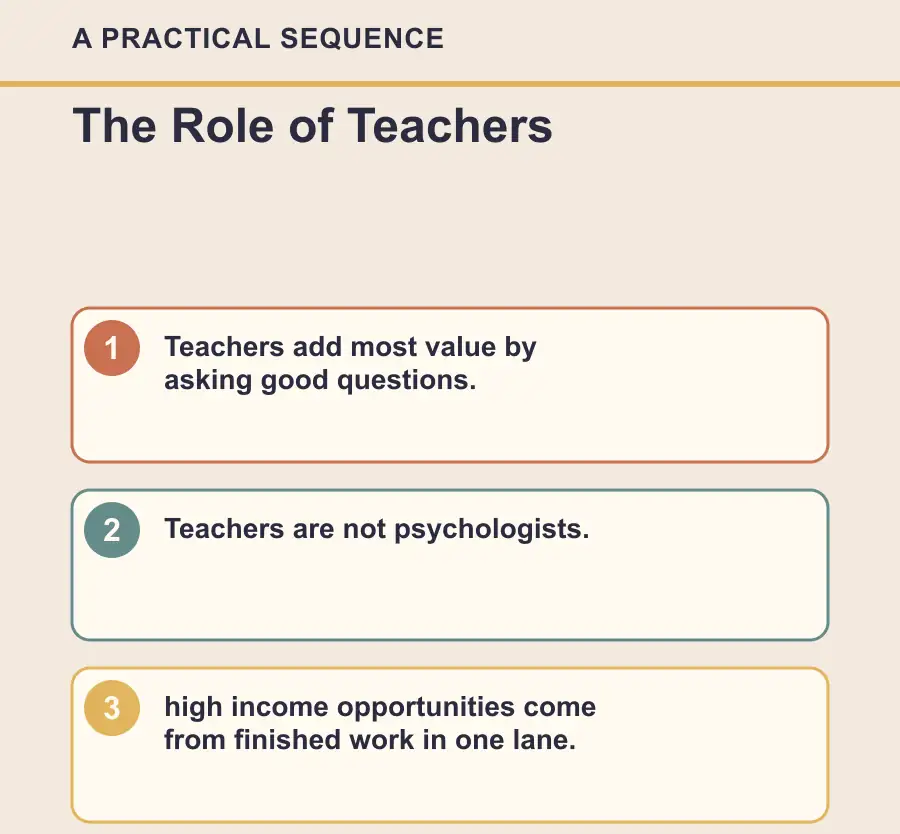 A PRACTICAL SEQUENCE
The Role of Teachers
1
Teachers add most value by
asking good questions.
2
Teachers are not psychologists.
3
high income opportunities come
from finished work in one lane.